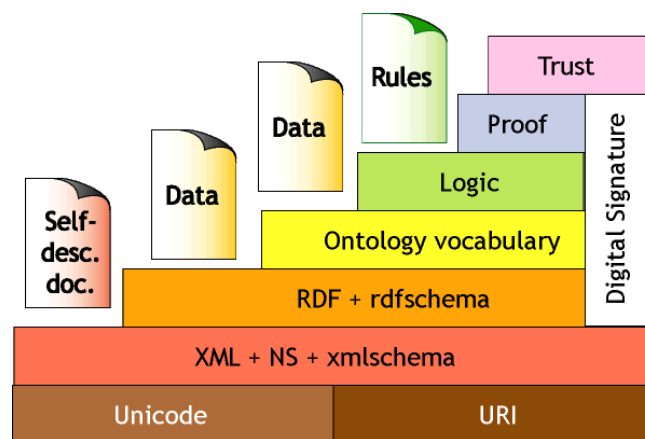 Rules
Trust
Data
Proof
Data
Logic
Self-
desc.
doc.
Ontology vocabulary
Digital Signature
RDF + rdfschema
XML + NS + xmlschema
Unicode
URI